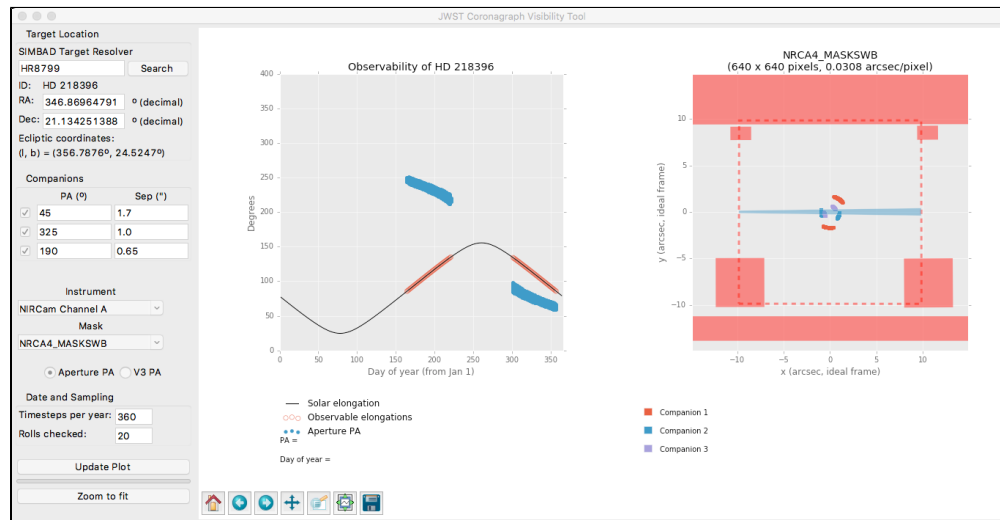 JWST Coronagraph Visibility Tool
Target Location
SIMBAD Target Resolver
HR8799 Search
ID: HD 218396
RA: 346.86964791 º (decimal)
Dec: 21.134251388 º (decimal)
Ecliptic coordinates:
(l, b) = (356.7876º, 24.5247º)
Companions
PA (º) Sep (")
45 1.7
325 1.0
190 0.65
Instrument
NIRCam Channel A
Mask
NRCA4_MASKSWB
Aperture PA V3 PA
Date and Sampling
Timesteps per year: 360
Rolls checked: 20
Update Plot
Zoom to fit
Observability of HD 218396
400
350
300
250
200
150
100
50
0
Degrees
0 50 100 150 200 250 300 350
Day of year (from Jan 1)
Solar elongation
Observable elongations
Aperture PA
PA =
Day of year =
NRCA4_MASKSWB
(640 x 640 pixels, 0.0308 arcsec/pixel)
10
5
0
−5
−10
y (arcsec, ideal frame)
−10 −5 0 5 10
x (arcsec, ideal frame)
Companion 1
Companion 2
Companion 3